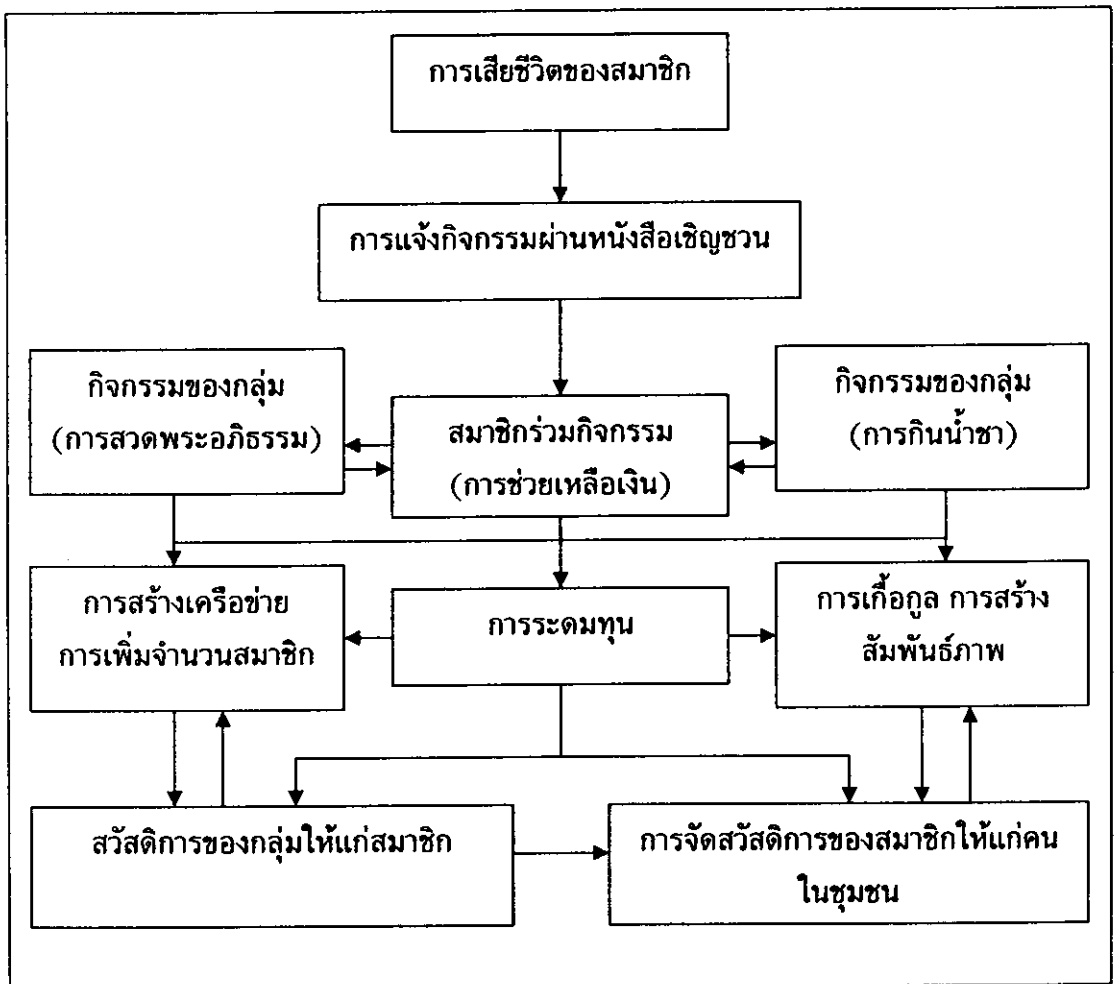 การเสียชีวิตของสมาชิก
การแจ้งกิจกรรมผ่านหนังสือเชิญชวน
กิจกรรมของกลุ่ม
(การสวดพระอภิธรรม)
สมาชิกร่วมกิจกรรม
(การช่วยเหลือเงิน)
กิจกรรมของกลุ่ม
(การกินน้ำชา)
การสร้างเครือข่าย
การเพิ่มจำนวนสมาชิก
การระดมทุน
การเกื้อกูล การสร้าง
สัมพันธ์ภาพ
สวัสดิการของกลุ่มให้แก่สมาชิก
การจัดสวัสดิการของสมาชิกให้แก่คน
ในชุมชน